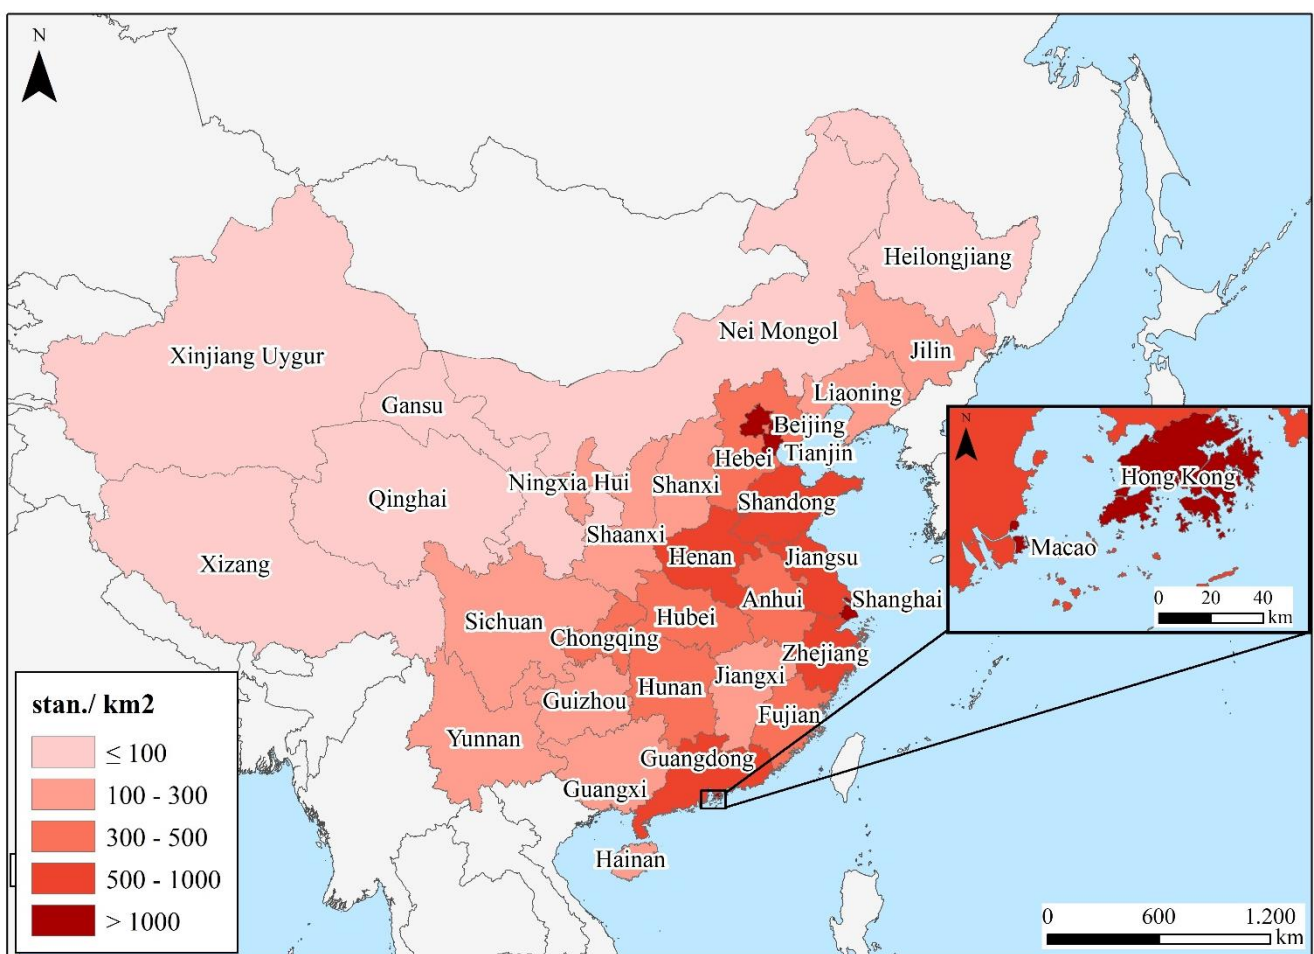 N
Heilongjiang
Nei Mongol
Jilin
Xinjiang Uygur
Liaoning
Gansu
Beijing
Hebei
Tianjin
Ningxia Hui
Shanxi
Qinghai
Shandong
Shaanxi
Henan
Jiangsu
Xizang
Anhui
Shanghai
Sichuan
Hubei
Chongqing
Zhejiang
Jiangxi
Hunan
Guizhou
Fujian
Yunnan
Guangdong
Guangxi
Hainan
N
Hong Kong
Macao
0 20 40
km
stan./ km2
≤ 100
100 - 300
300 - 500
500 - 1000
> 1000
0 600 1.200
km